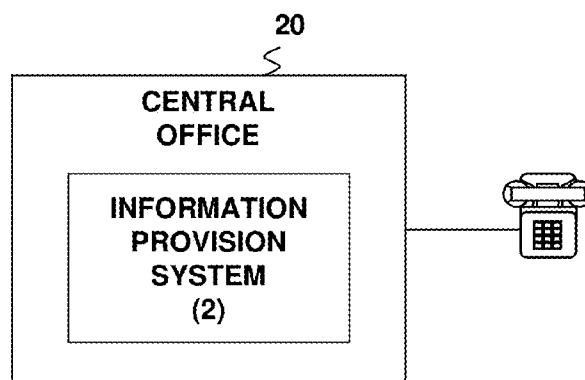 20
CENTRAL
OFFICE
INFORMATION
PROVISION
SYSTEM
(2)